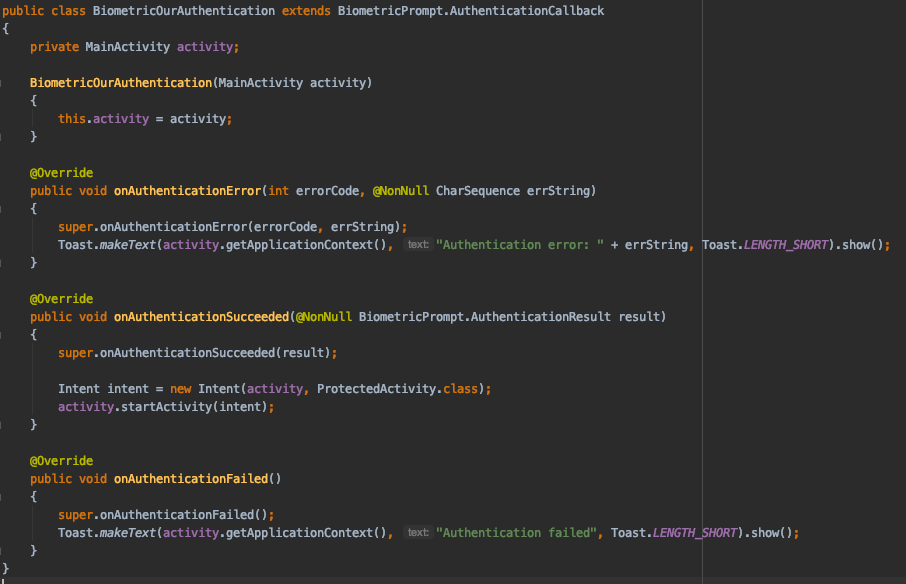 public class BiometricOurAuthentication extends BiometricPrompt.AuthenticationCallback
{
    private MainActivity activity;

    BiometricOurAuthentication(MainActivity activity)
    {
        this.activity = activity;
    }

    @Override
    public void onAuthenticationError(int errorCode, @NonNull CharSequence errString)
    {
        super.onAuthenticationError(errorCode, errString);
        Toast.makeText(activity.getApplicationContext(), text: "Authentication error: " + errString, Toast.LENGTH_SHORT).show();
    }

    @Override
    public void onAuthenticationSucceeded(@NonNull BiometricPrompt.AuthenticationResult result)
    {
        super.onAuthenticationSucceeded(result);

        Intent intent = new Intent(activity, ProtectedActivity.class);
        activity.startActivity(intent);
    }

    @Override
    public void onAuthenticationFailed()
    {
        super.onAuthenticationFailed();
        Toast.makeText(activity.getApplicationContext(), text: "Authentication failed", Toast.LENGTH_SHORT).show();
    }
}